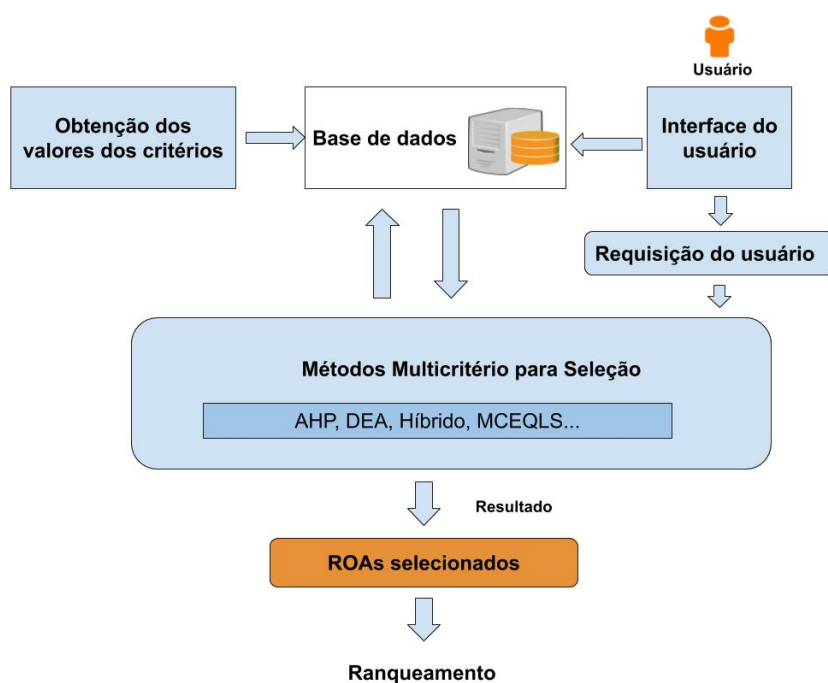 Usuário
Obtenção dos
valores dos critérios
Base de dados
Interface do
usuário
Requisição do usuário
Métodos Multicritério para Seleção
AHP, DEA, Híbrido, MCEQLS...
Resultado
ROAs selecionados
Ranqueamento